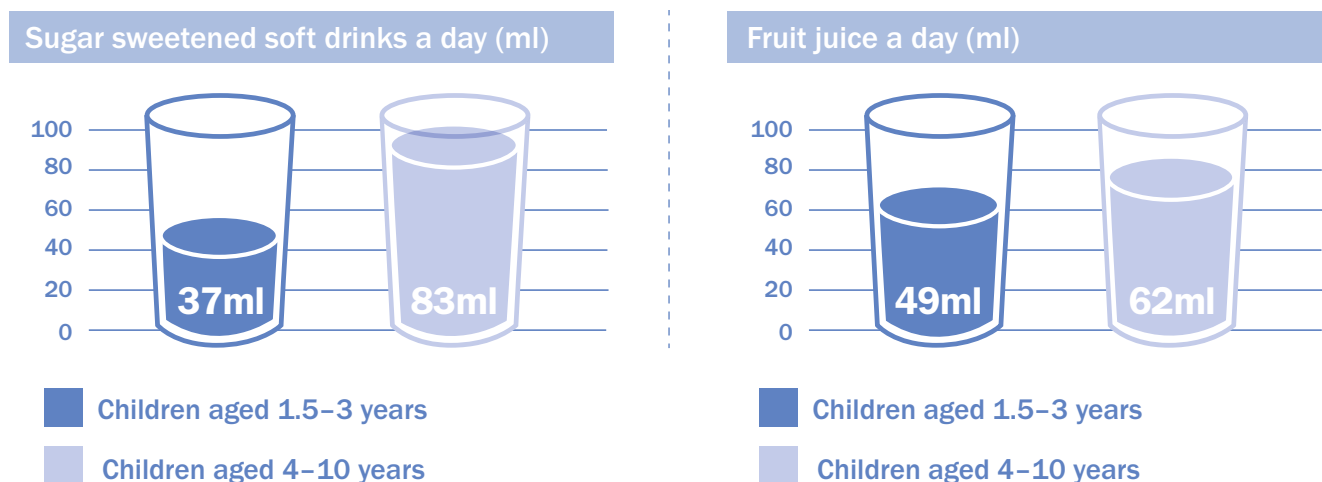 Sugar sweetened soft drinks a day (ml)
100
80
60
40
20
0
37ml
83ml
Children aged 1.5–3 years
Children aged 4–10 years
Fruit juice a day (ml)
100
80
60
40
20
0
49ml
62ml
Children aged 1.5–3 years
Children aged 4–10 years